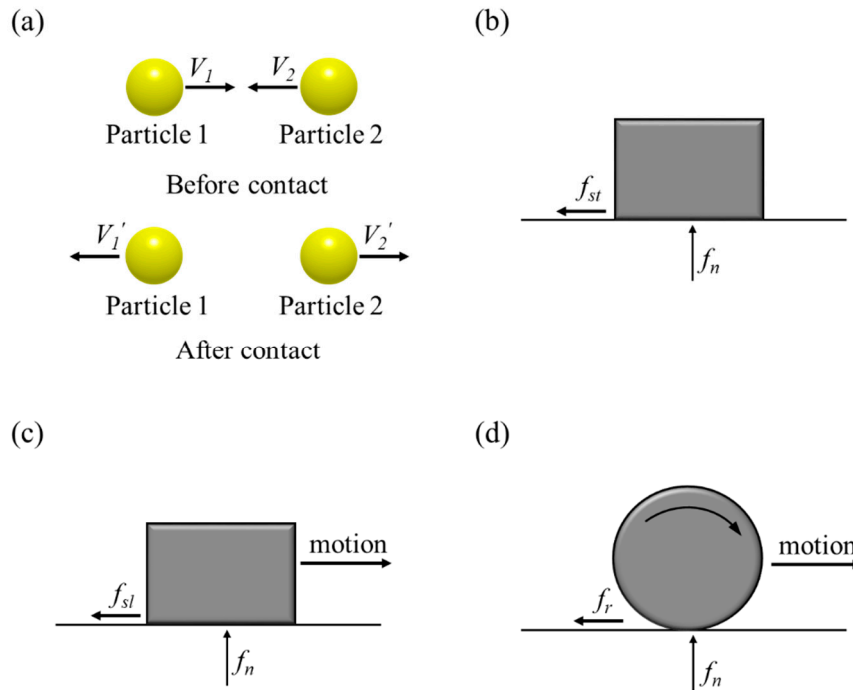 (a)
V1 V2
Particle 1 Particle 2
Before contact
V1' V2'
Particle 1 Particle 2
After contact
(b)
fst
fn
(c)
motion
fsl
fn
(d)
motion
fr
fn